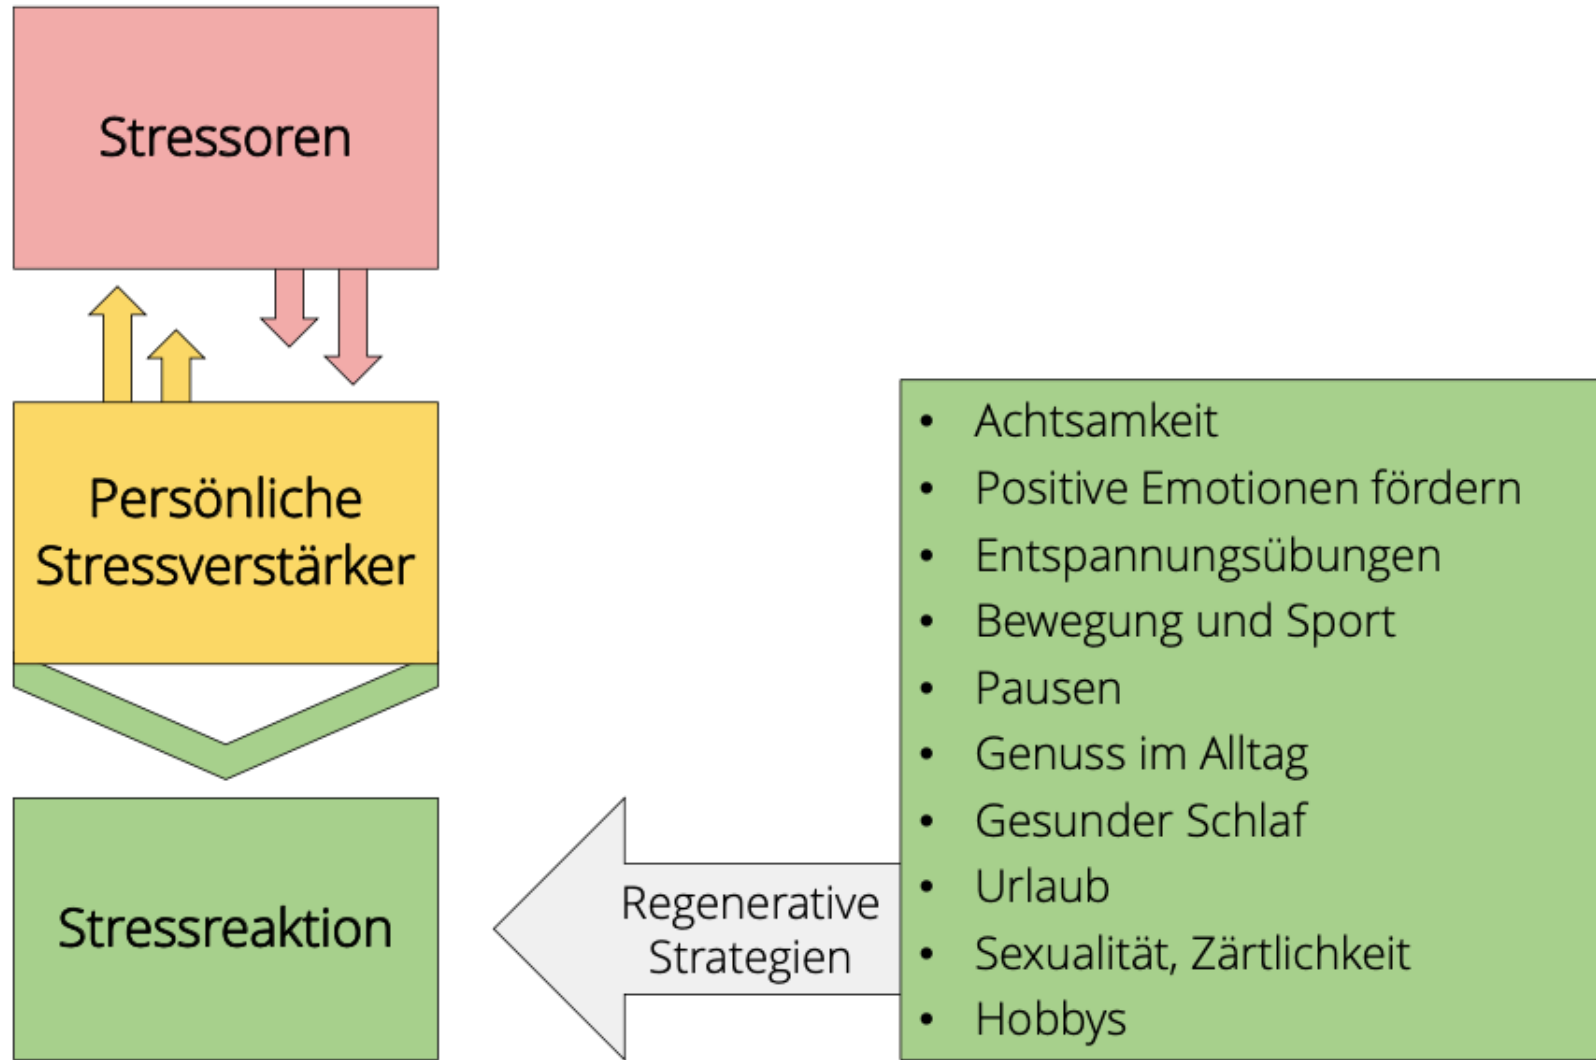 Stressoren
Persönliche
Stressverstärker
Stressreaktion
Regenerative
Strategien
• Achtsamkeit
• Positive Emotionen fördern
• Entspannungsübungen
• Bewegung und Sport
• Pausen
• Genuss im Alltag
• Gesunder Schlaf
• Urlaub
• Sexualität, Zärtlichkeit
• Hobbys